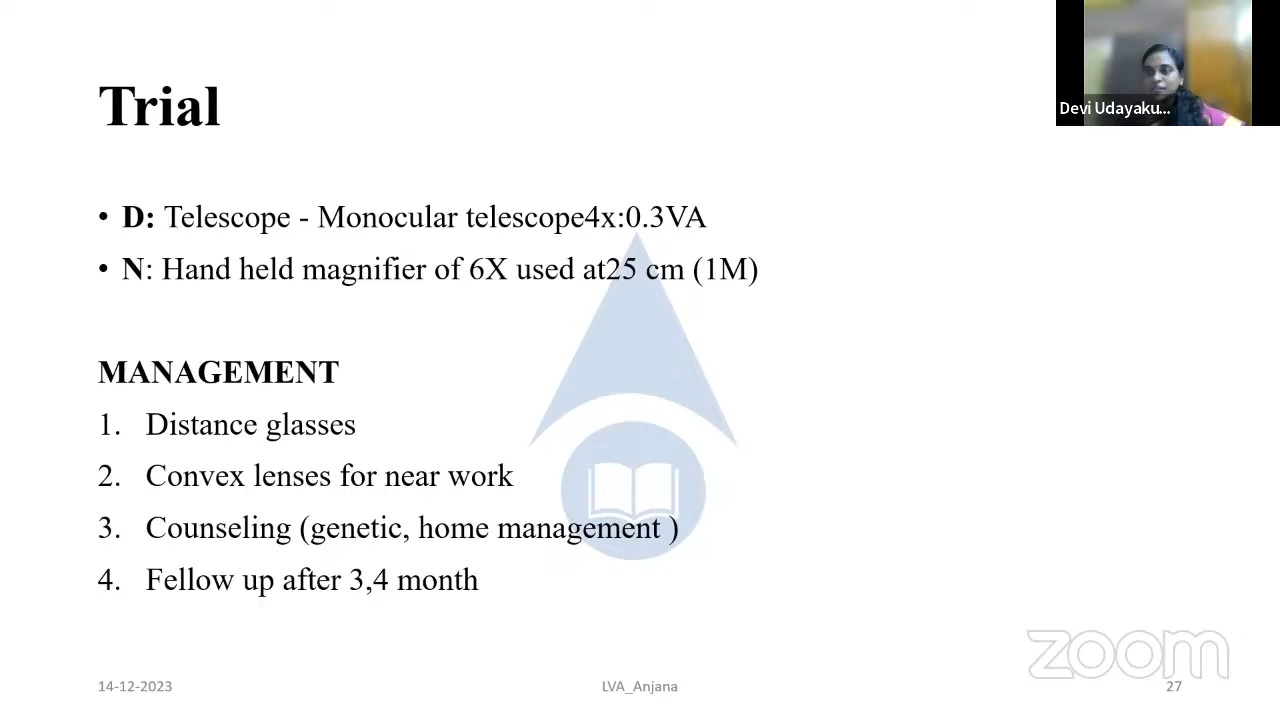 Trial
Devi Udayaku...
• D: Telescope - Monocular telescope4x:0.3VA
• N: Hand held magnifier of 6X used at25 cm (1M)
MANAGEMENT
1. Distance glasses
2. Convex lenses for near work
3. Counseling (genetic, home management )
4. Fellow up after 3,4 month
zoom
14-12-2023
LVA_Anjana
27